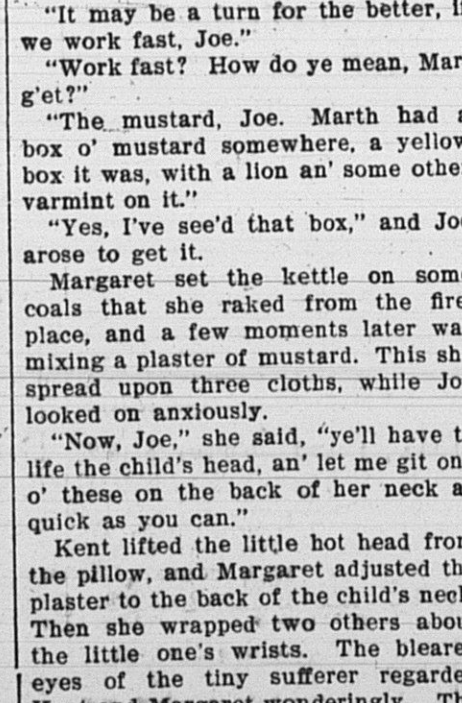 "It may be a turn for the better, i
we work fast, Joe."
"Work fast? How do ye mean, Mar
g'et?"
"The mustard, Joe. Marth had a
box o' mustard somewhere, a yellow
box it was, with a lion an' some othe
varmint on it."
"Yes, I've see'd that box," and Jo
arose to get it.
Margaret set the kettle on som
coals that she raked from the fire
place, and a few moments later wa
mixing a plaster of mustard. This sh
spread upon three cloths, while Jo
looked on anxiously.
"Now, Joe," she said, "ye'll have t
life the child's head, an' let me git on
o' these on the back of her neck a
quick as you can."
Kent lifted the little hot head from
the pillow, and Margaret adjusted th
plaster to the back of the child's neck
Then she wrapped two others abou
the little one's wrists. The bleare
eyes of the tiny sufferer regarde
Margaret wonderingly. Th